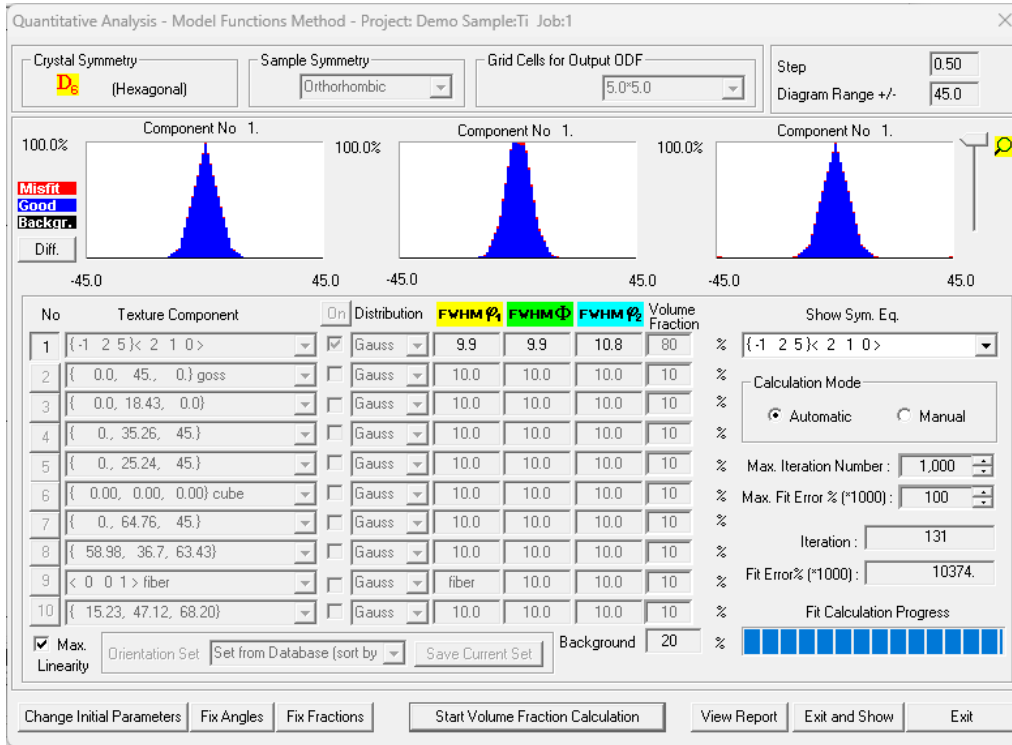 Quantitative Analysis - Model Functions Method - Project: Demo Sample:Ti Job:1
Crystal Symmetry
D6 (Hexagonal)
Sample Symmetry
Orthorhombic
Grid Cells for Output ODF
5.0*5.0
Step 0.50
Diagram Range +/- 45.0
Component No 1.
100.0%
-45.0 45.0
Component No 1.
100.0%
-45.0 45.0
Component No 1.
100.0%
-45.0 45.0
Misfit
Good
Backgr.
Diff.
No Texture Component On Distribution FWHM φ1 FWHM Φ FWHM φ2 Volume Fraction
1 {-1 2 5}< 2 1 0> Gauss 9.9 9.9 10.8 80 %
2 { 0.0, 45., 0.} goss Gauss 10.0 10.0 10.0 10 %
3 { 0.0, 18.43, 0.0} Gauss 10.0 10.0 10.0 10 %
4 { 0., 35.26, 45.} Gauss 10.0 10.0 10.0 10 %
5 { 0., 25.24, 45.} Gauss 10.0 10.0 10.0 10 %
6 { 0.00, 0.00, 0.00} cube Gauss 10.0 10.0 10.0 10 %
7 { 0., 64.76, 45.} Gauss 10.0 10.0 10.0 10 %
8 { 58.98, 36.7, 63.43} Gauss 10.0 10.0 10.0 10 %
9 < 0 0 1 > fiber Gauss fiber 10.0 10.0 10 %
10 { 15.23, 47.12, 68.20} Gauss 10.0 10.0 10.0 10 %
Max. Linearity
Orientation Set Set from Database (sort by Save Current Set
Background 20 %
Show Sym. Eq.
{-1 2 5}< 2 1 0>
Calculation Mode
Automatic Manual
Max. Iteration Number : 1,000
Max. Fit Error % (*1000) : 100
Iteration : 131
Fit Error% (*1000) : 10374.
Fit Calculation Progress
Change Initial Parameters Fix Angles Fix Fractions Start Volume Fraction Calculation View Report Exit and Show Exit